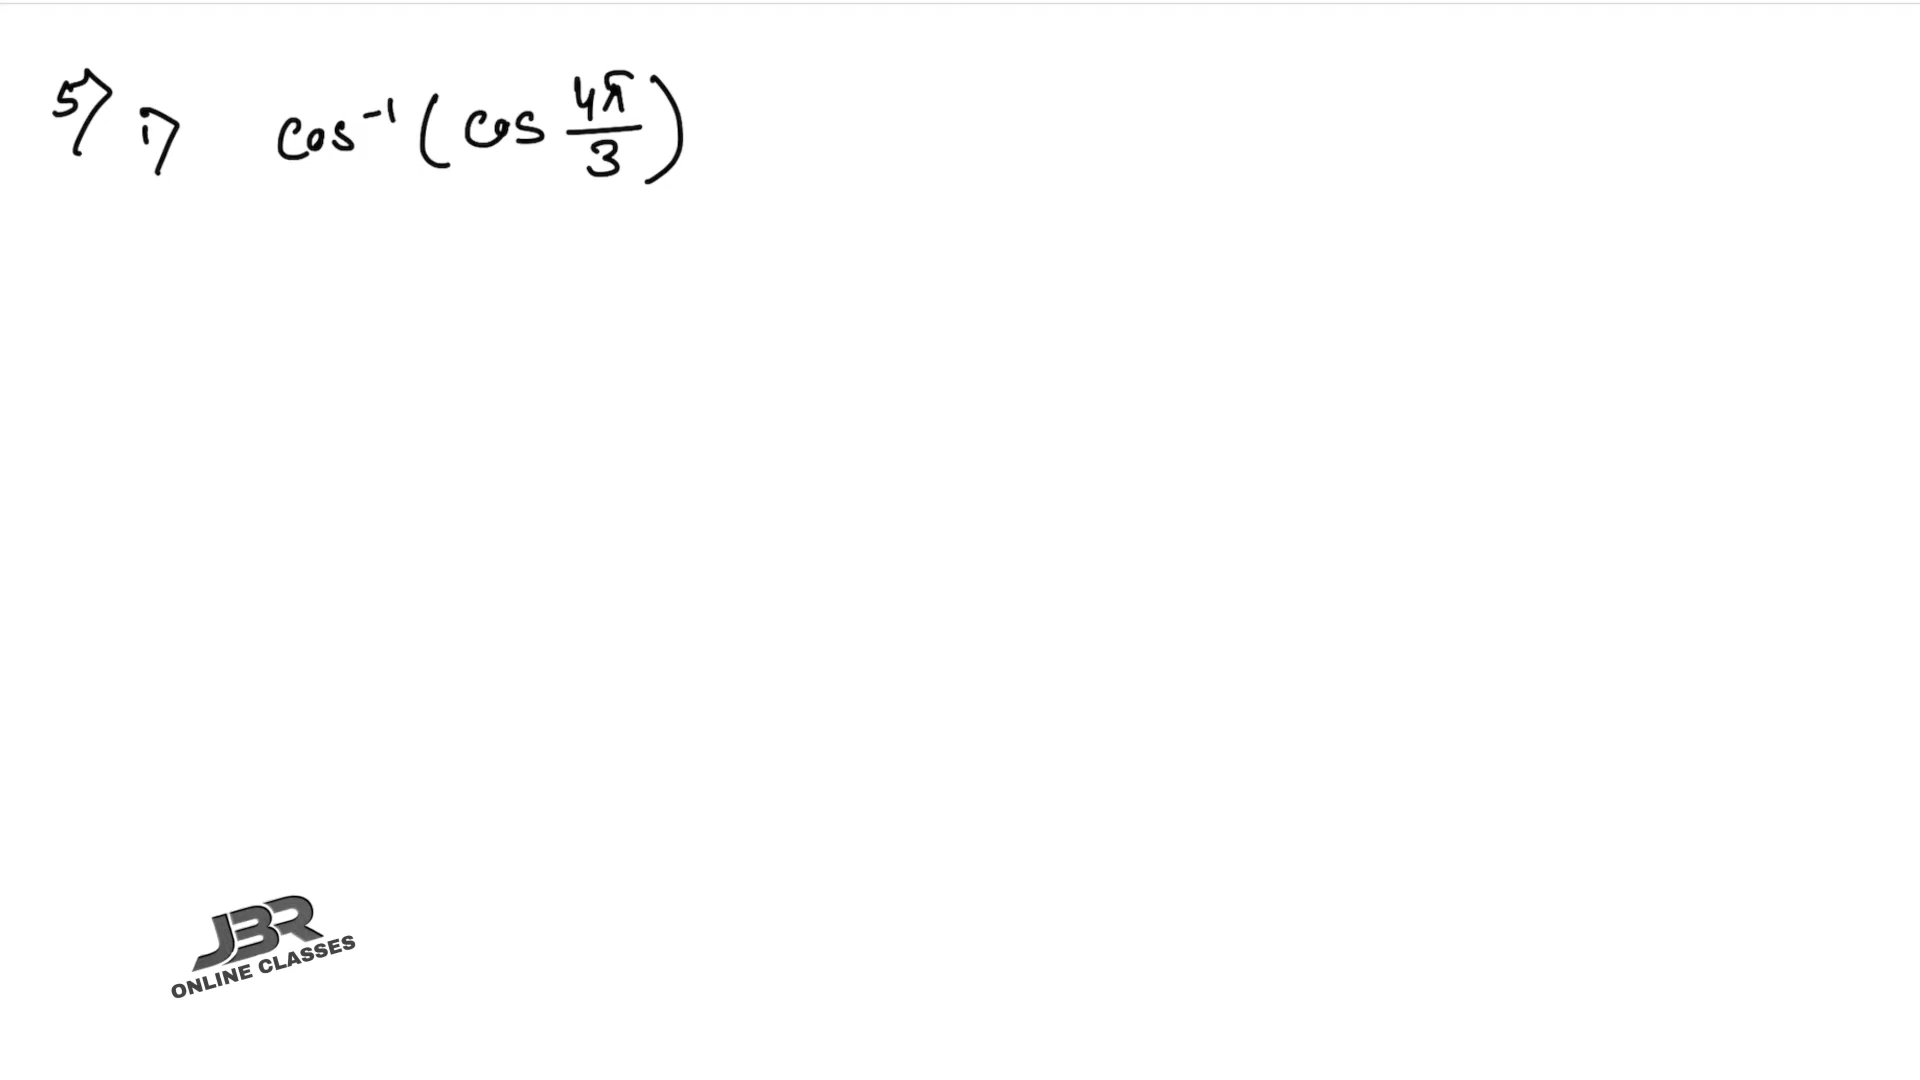 5) i) cos⁻¹ (cos 4π/3)
JBR
ONLINE CLASSES